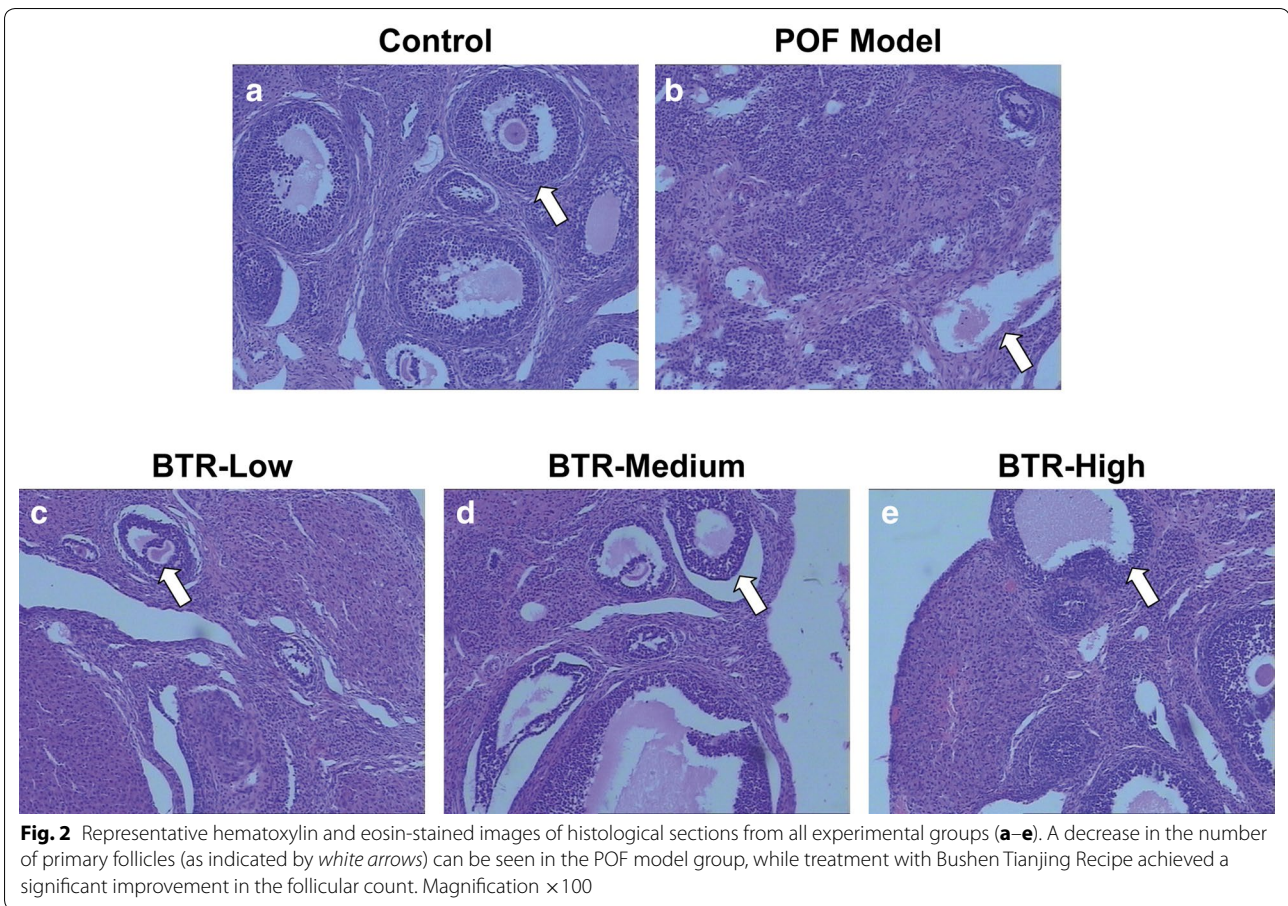 Control
POF Model
a
b
BTR-Low
BTR-Medium
BTR-High
c
d
e
Fig. 2 Representative hematoxylin and eosin-stained images of histological sections from all experimental groups (a–e). A decrease in the number
of primary follicles (as indicated by white arrows) can be seen in the POF model group, while treatment with Bushen Tianjing Recipe achieved a
significant improvement in the follicular count. Magnification ×100